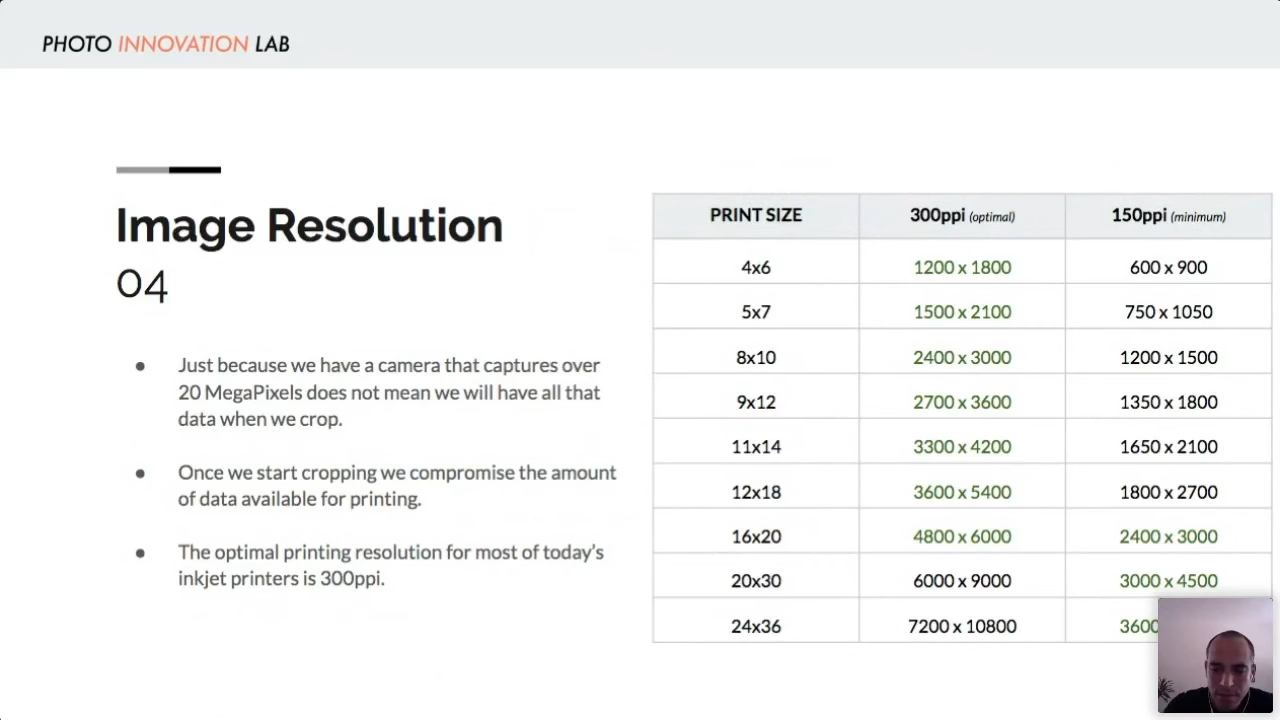 PHOTO INNOVATION LAB
Image Resolution
04
● Just because we have a camera that captures over
20 MegaPixels does not mean we will have all that
data when we crop.
● Once we start cropping we compromise the amount
of data available for printing.
● The optimal printing resolution for most of today's
inkjet printers is 300ppi.
PRINT SIZE 300ppi (optimal) 150ppi (minimum)
4x6 1200 x 1800 600 x 900
5x7 1500 x 2100 750 x 1050
8x10 2400 x 3000 1200 x 1500
9x12 2700 x 3600 1350 x 1800
11x14 3300 x 4200 1650 x 2100
12x18 3600 x 5400 1800 x 2700
16x20 4800 x 6000 2400 x 3000
20x30 6000 x 9000 3000 x 4500
24x36 7200 x 10800 3600